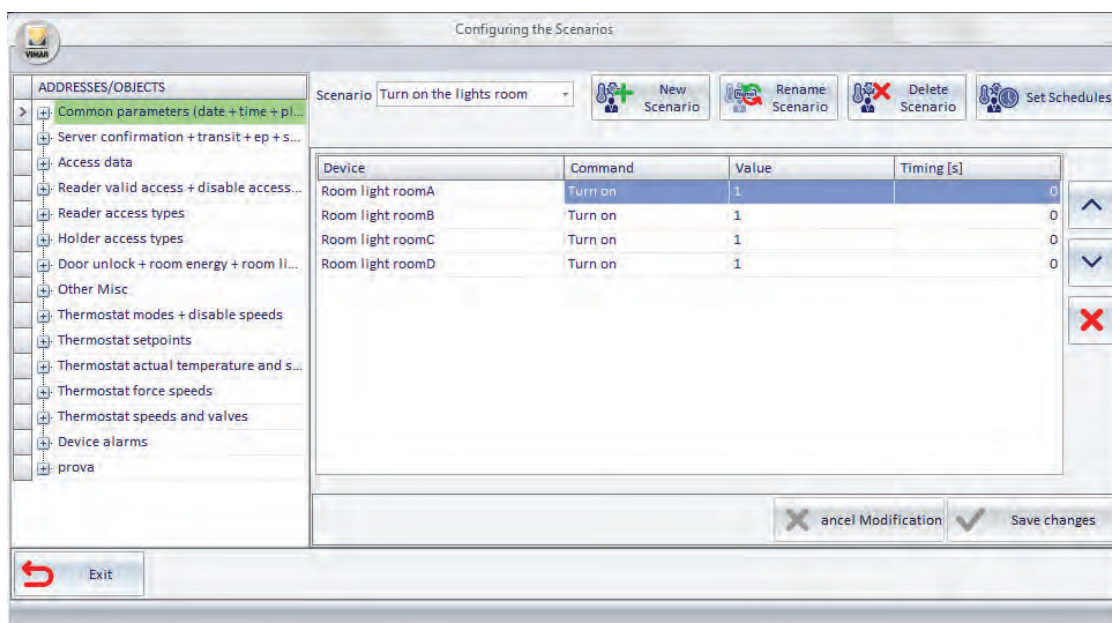 Configuring the Scenarios
VIMAR
ADDRESSES/OBJECTS
Common parameters (date + time + pl...
Server confirmation + transit + ep + s...
Access data
Reader valid access + disable access...
Reader access types
Holder access types
Door unlock + room energy + room li...
Other Misc
Thermostat modes + disable speeds
Thermostat setpoints
Thermostat actual temperature and s...
Thermostat force speeds
Thermostat speeds and valves
Device alarms
prova
Scenario Turn on the lights room
New Scenario
Rename Scenario
Delete Scenario
Set Schedules
Device Command Value Timing [s]
Room light roomA Turn on 1 0
Room light roomB Turn on 1 0
Room light roomC Turn on 1 0
Room light roomD Turn on 1 0
ancel Modification Save changes
Exit